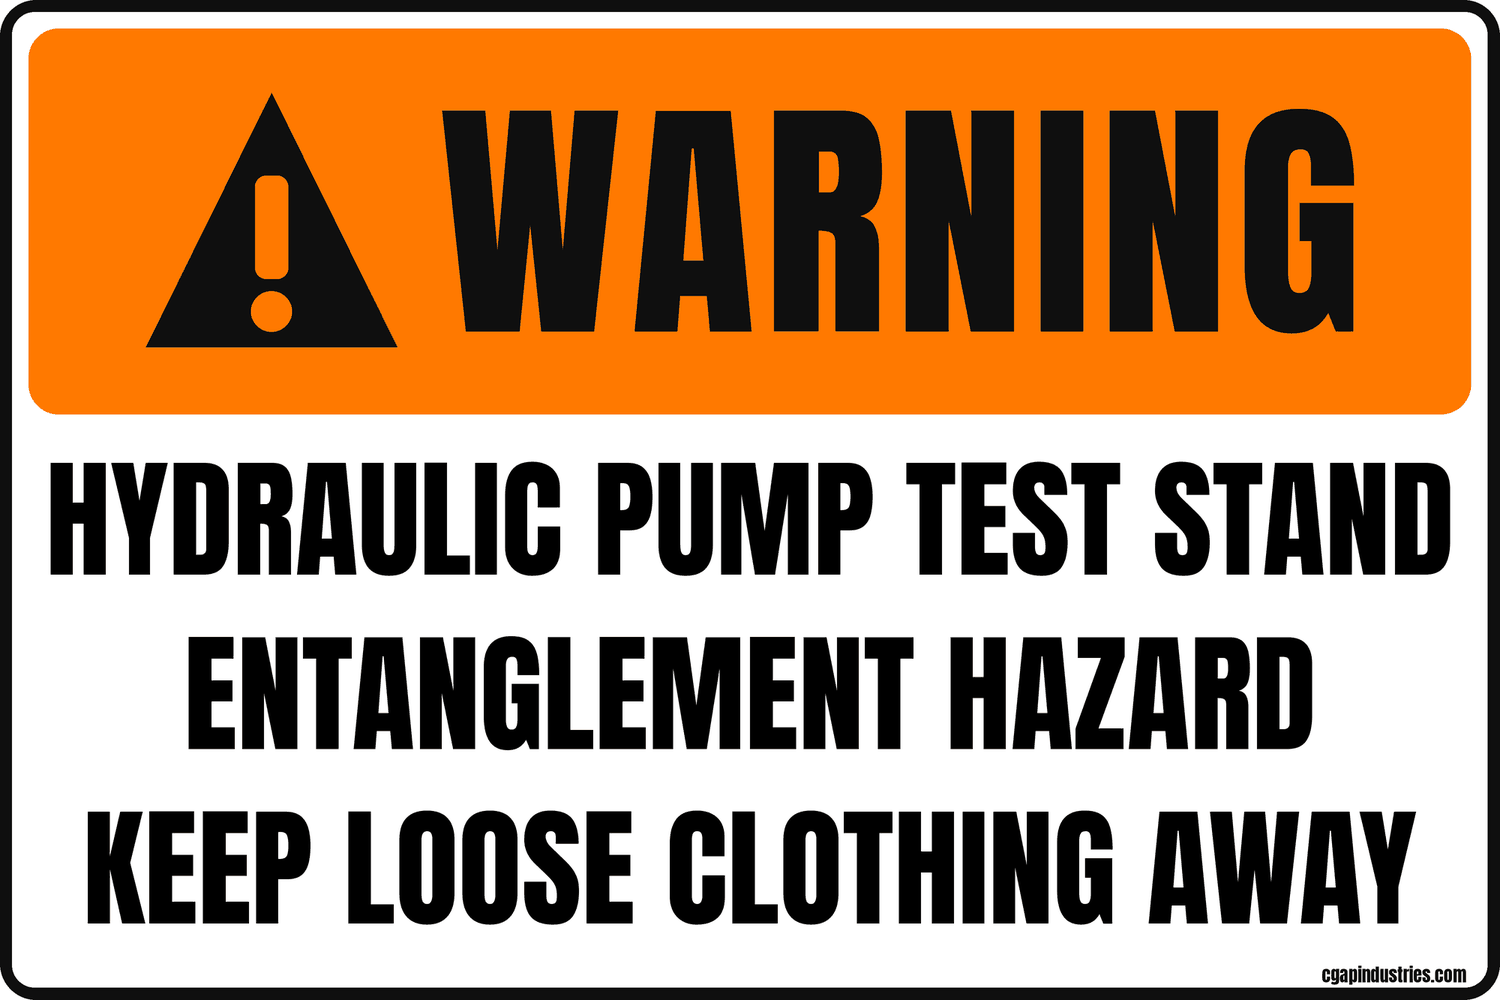 WARNING
HYDRAULIC PUMP TEST STAND
ENTANGLEMENT HAZARD
KEEP LOOSE CLOTHING AWAY
cgapindustries.com